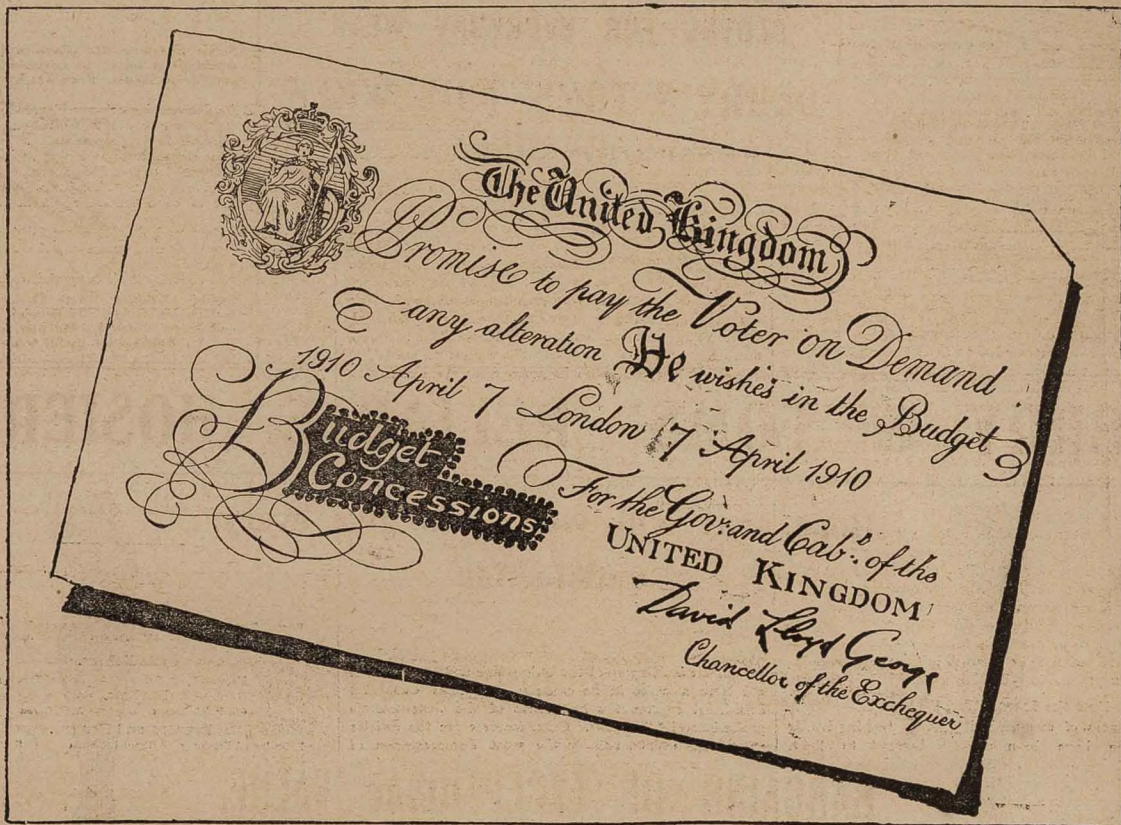 The United Kingdom
Promise to pay the Voter on Demand
any alteration He wishes in the Budget
1910 April 7 London 7 April 1910
Budget
Concessions
For the Gov: and Cab: of the
UNITED KINGDOM
David Lloyd George
Chancellor of the Exchequer